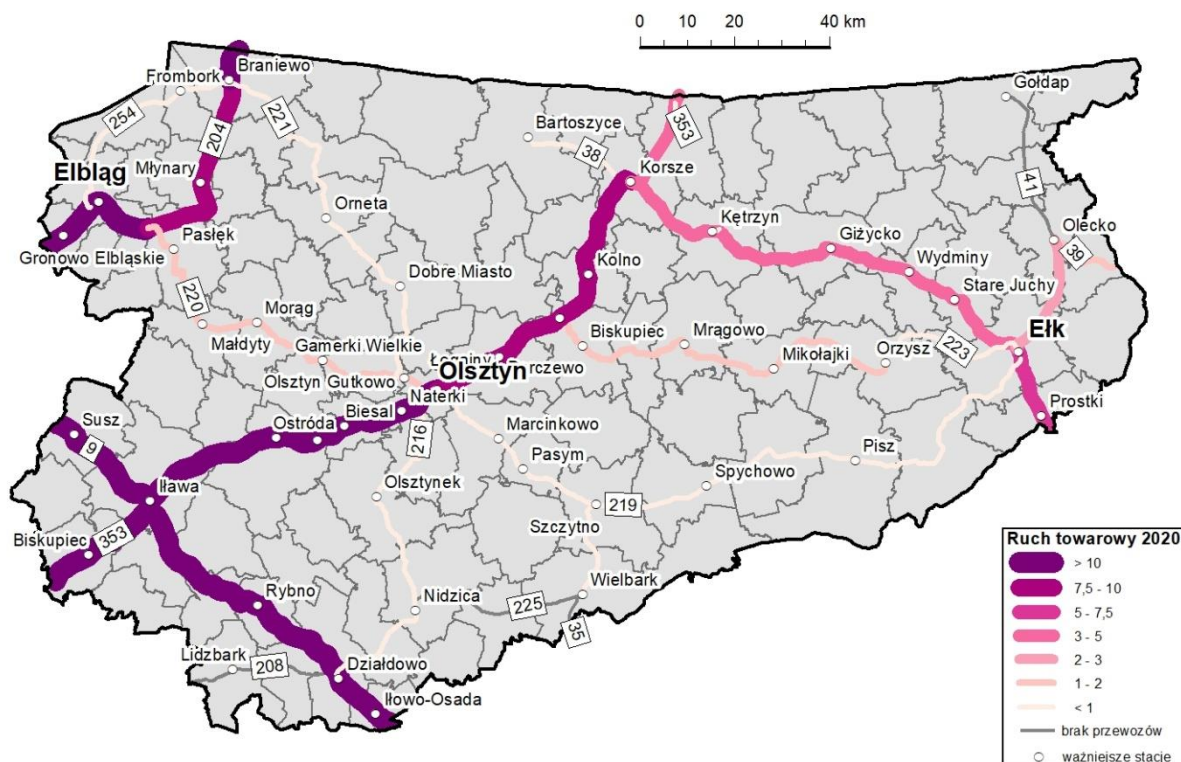 0 10 20 40 km
Braniewo
Frombork
254
204
221
Gołdap
Bartoszyce
38
353
Korsze
Elbląg
Młynary
Orneta
41
Olecko
39
Kętrzyn
Giżycko
Wydminy
Stare Juchy
Pasłęk
Gronowo Elbląskie
Dobre Miasto
Kolno
220
Morąg
Małdyty
Gamerki Wielkie
Biskupiec
Mrągowo
Mikołajki
Orzysz
223
Ełk
Olsztyn
Olsztyn Gutkowo
Naterki
Biesal
Ostróda
216
Marcinkowo
Pasym
Prostki
Susz
9
Iława
Biskupiec
353
Olsztynek
Spychowo
Pisz
219
Szczytno
Wielbark
225
35
Nidzica
Rybno
Lidzbark
208
Działdowo
Iłowo-Osada
Ruch towarowy 2020
> 10
7,5 - 10
5 - 7,5
3 - 5
2 - 3
1 - 2
< 1
brak przewozów
ważniejsze stacje